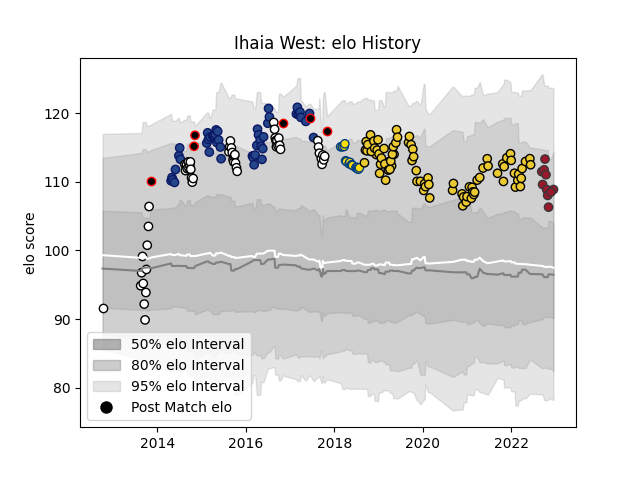 Ihaia West: elo History
elo score
120
110
100
90
80
50% elo Interval
80% elo Interval
95% elo Interval
Post Match elo
2014 2016 2018 2020 2022